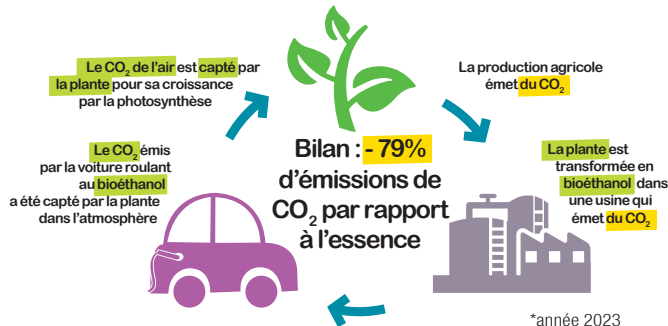 Le CO₂ de l'air est capté par
la plante pour sa croissance
par la photosynthèse
La production agricole
émet du CO₂
Le CO₂ émis
par la voiture roulant
au bioéthanol
a été capté par la plante
dans l'atmosphère
Bilan : - 79%
d'émissions de
CO₂ par rapport
à l'essence
La plante est
transformée en
bioéthanol dans
une usine qui
émet du CO₂
*année 2023